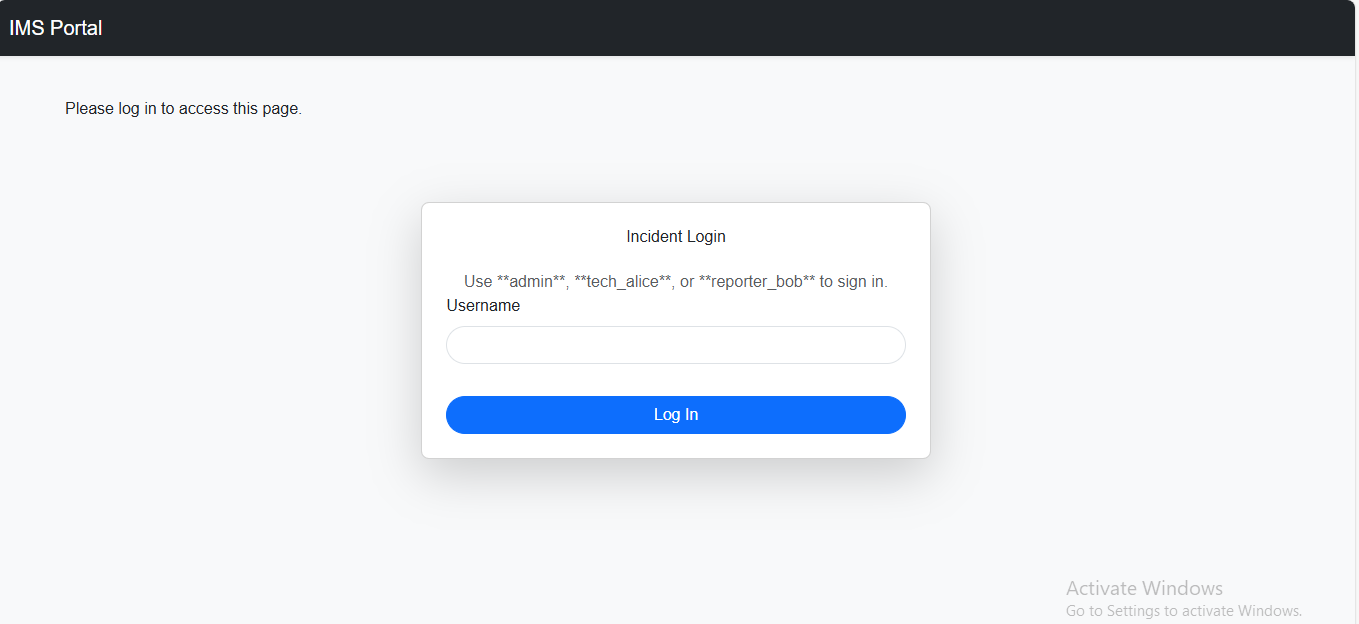 IMS Portal
Please log in to access this page.
Incident Login
Use **admin**, **tech_alice**, or **reporter_bob** to sign in.
Username
Log In
Activate Windows
Go to Settings to activate Windows.